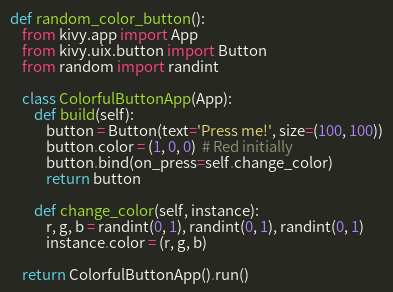 def random_color_button():
    from kivy.app import App
    from kivy.uix.button import Button
    from random import randint

    class ColorfulButtonApp(App):
        def build(self):
            button = Button(text='Press me!', size=(100, 100))
            button.color = (1, 0, 0)  # Red initially
            button.bind(on_press=self.change_color)
            return button

        def change_color(self, instance):
            r, g, b = randint(0, 1), randint(0, 1), randint(0, 1)
            instance.color = (r, g, b)

    return ColorfulButtonApp().run()